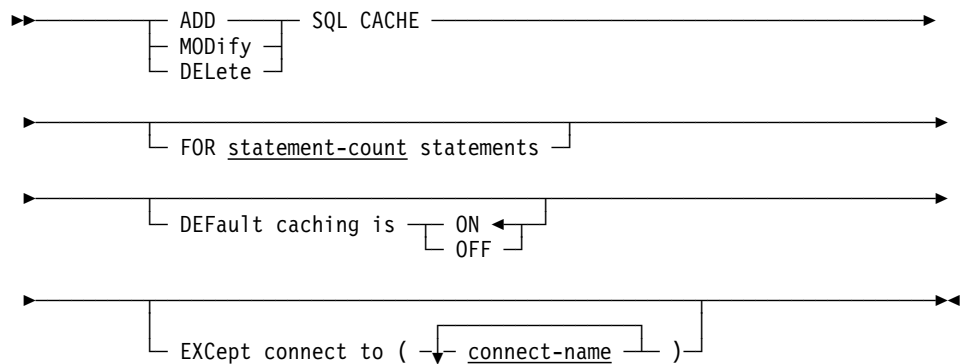 ADD SQL CACHE
MODify
DELete
FOR statement-count statements
DEFault caching is ON
OFF
EXCept connect to ( connect-name )